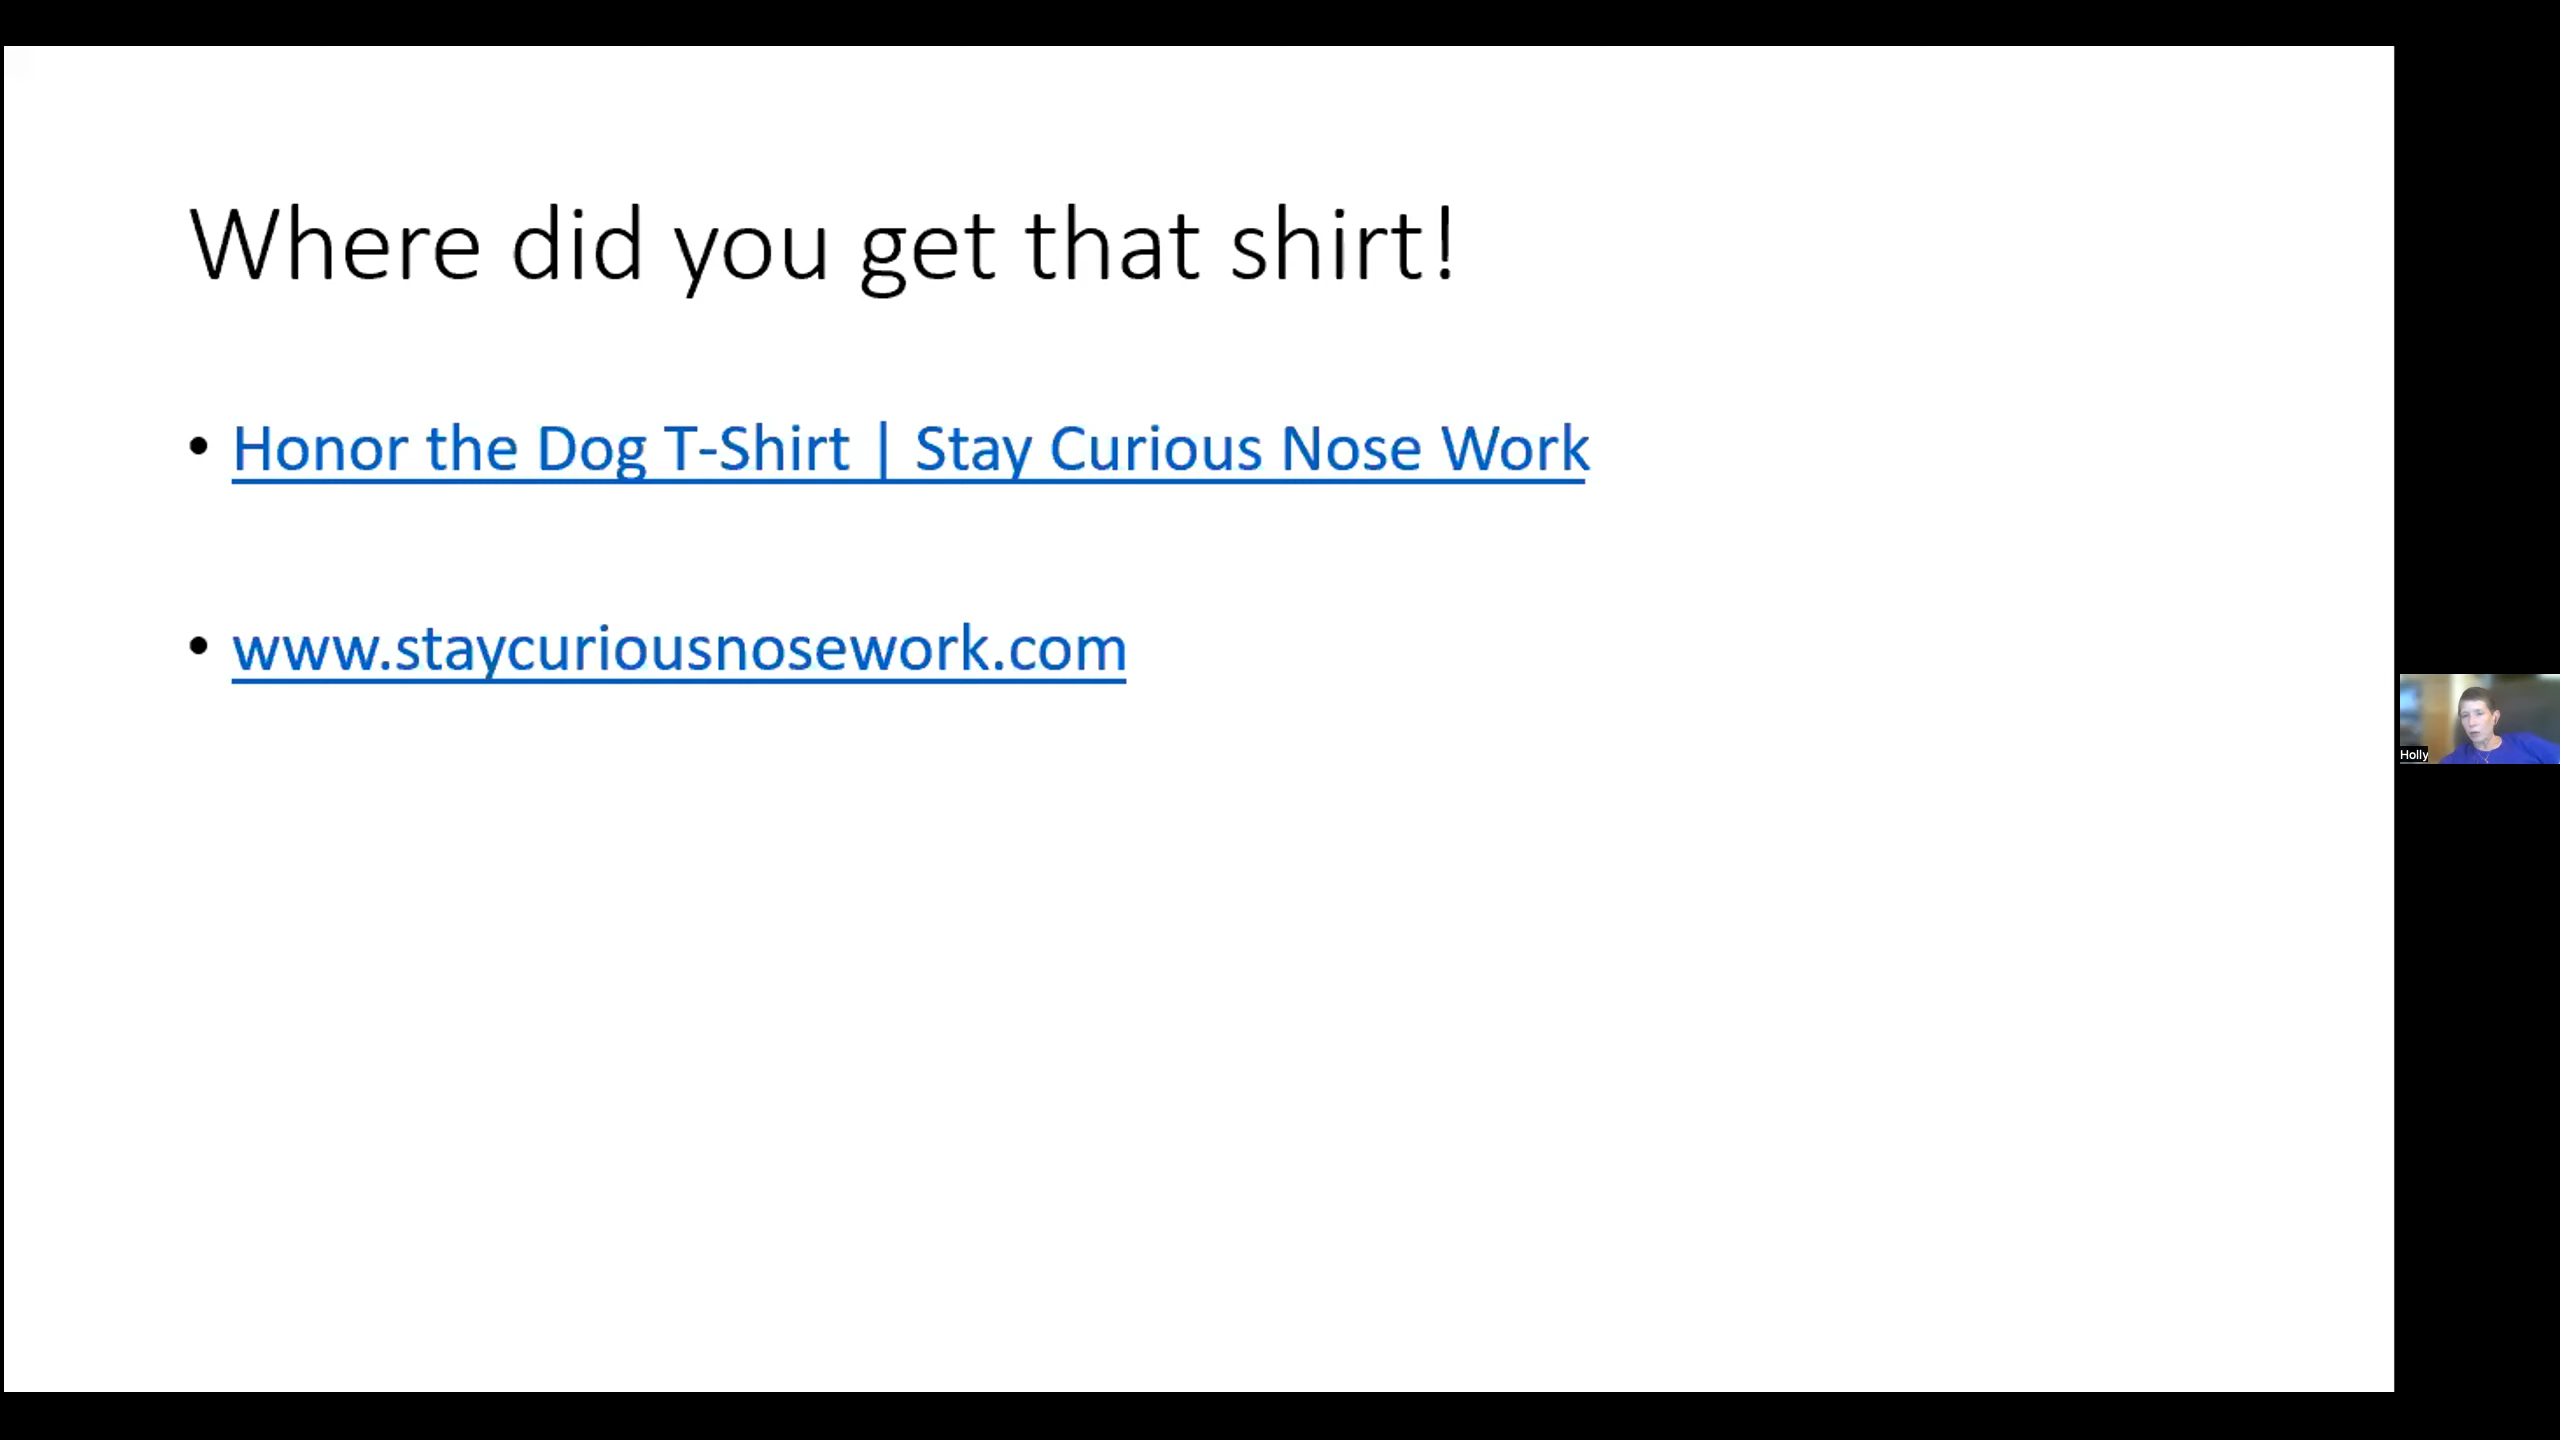 Where did you get that shirt!
• Honor the Dog T-Shirt | Stay Curious Nose Work
• www.staycuriousnosework.com
Holly